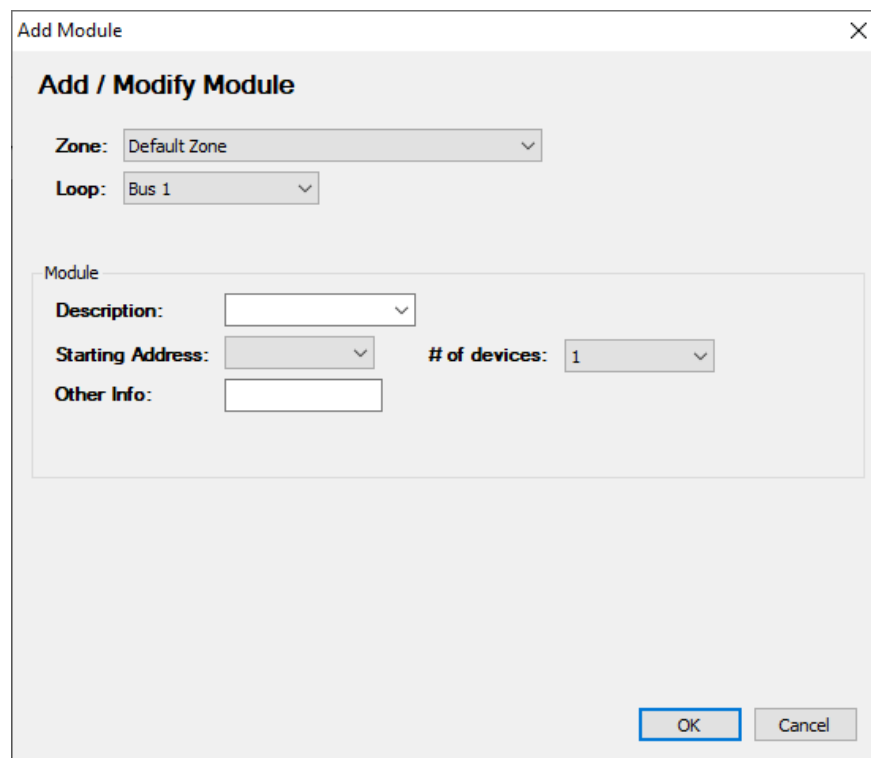 Add Module
Add / Modify Module
Zone: Default Zone
Loop: Bus 1
Module
Description:
Starting Address: # of devices: 1
Other Info:
OK Cancel